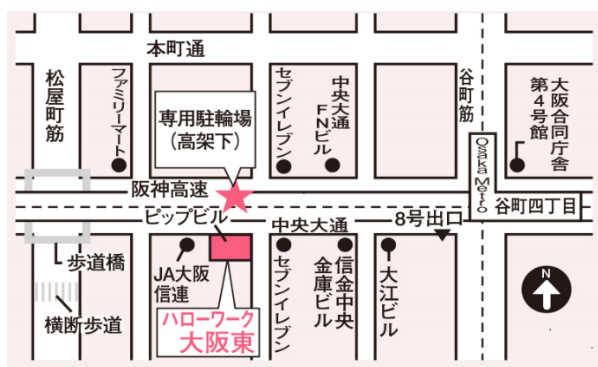 本町通
松屋町筋
ファミリーマート
専用駐輪場
(高架下)
セブンイレブン
中央大通
FNビル
谷町筋
大阪合同庁舎
第4号館
Osaka Metro
阪神高速
谷町四丁目
ピップビル
中央大通
8号出口
歩道橋
JA大阪
信連
セブンイレブン
信金中央
金庫ビル
大江ビル
N
横断歩道
ハローワーク
大阪東